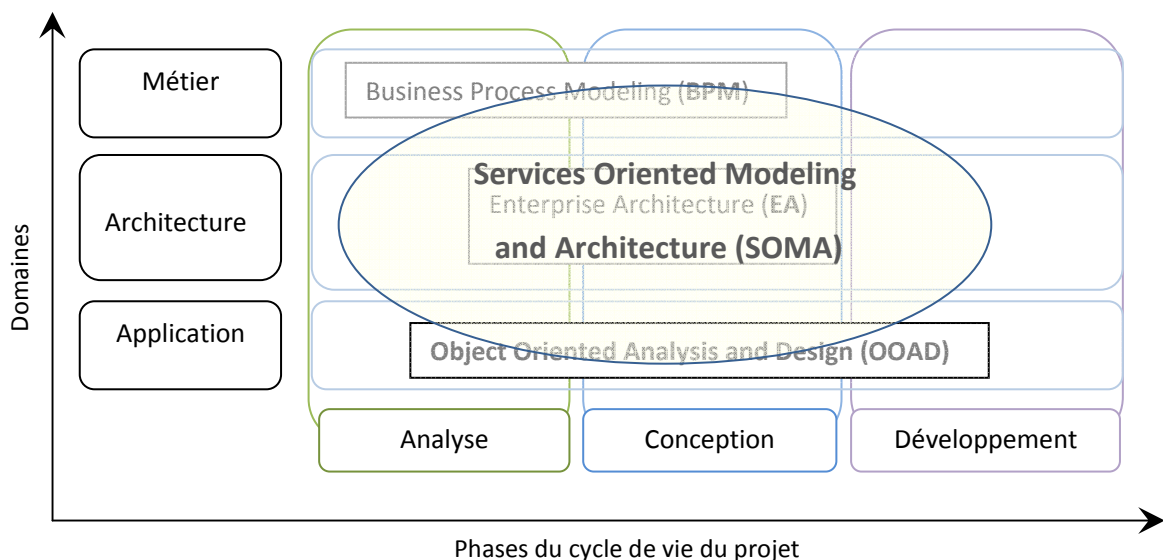 Métier
Business Process Modeling (BPM)
Services Oriented Modeling
Architecture
Enterprise Architecture (EA)
and Architecture (SOMA)
Domaines
Application
Object Oriented Analysis and Design (OOAD)
Analyse
Conception
Développement
Phases du cycle de vie du projet